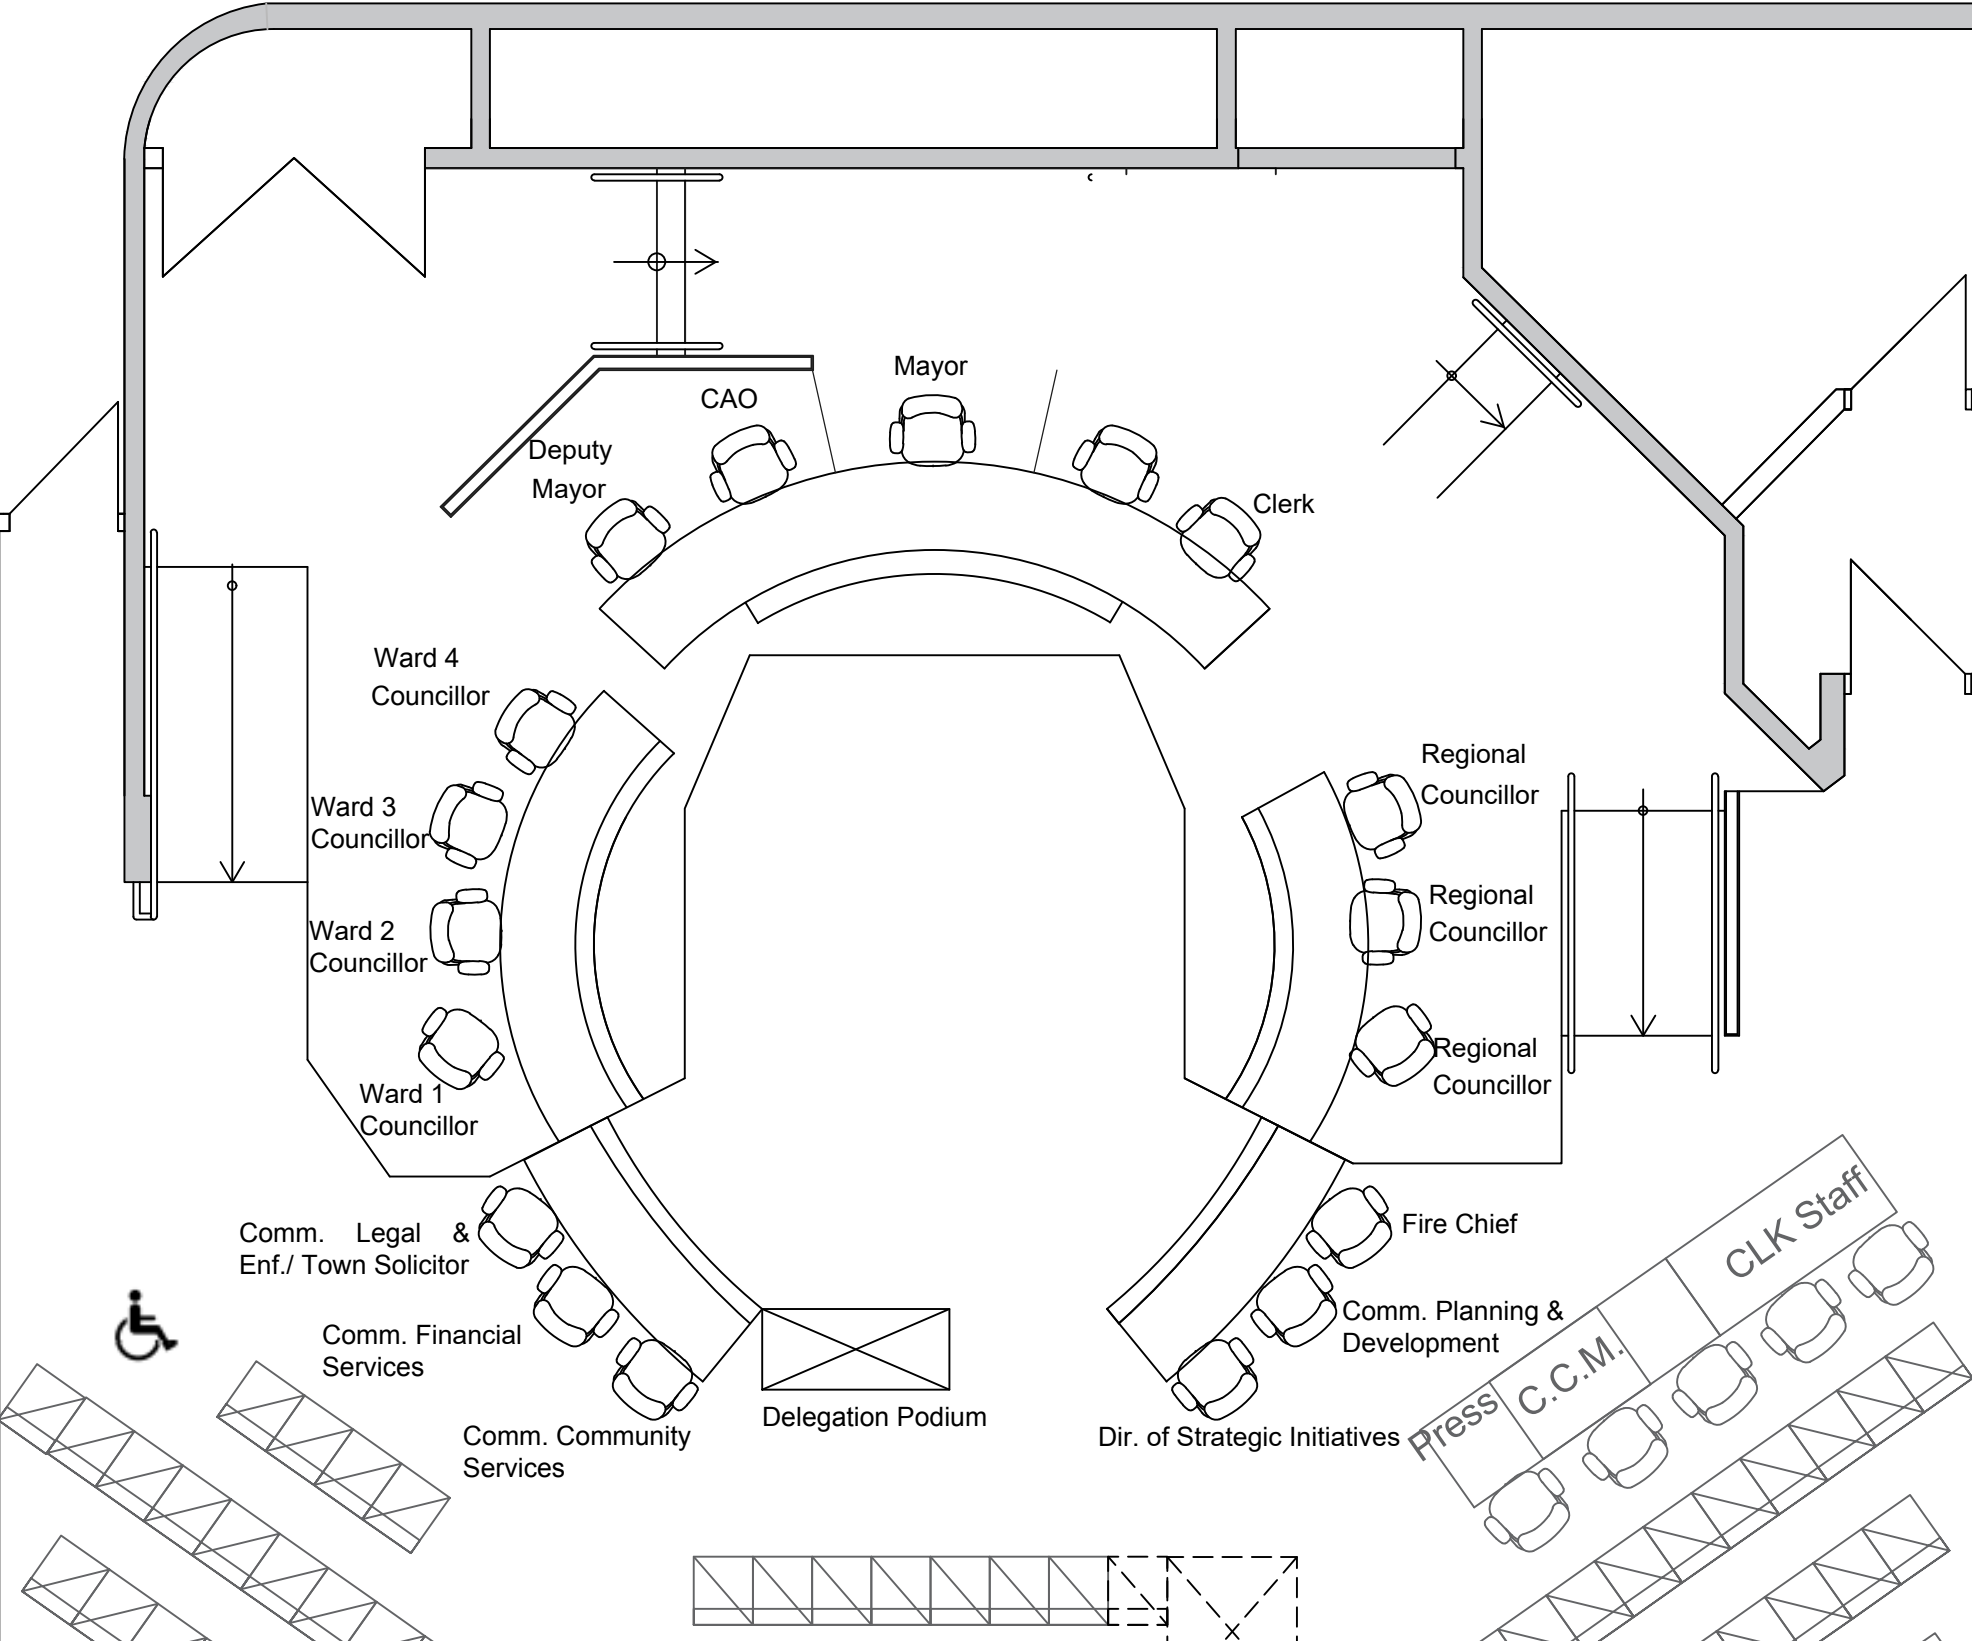 Mayor
CAO
Deputy
Mayor
Clerk
Ward 4
Councillor
Regional
Councillor
Ward 3
Councillor
Regional
Councillor
Ward 2
Councillor
Regional
Councillor
Ward 1
Councillor
Comm. Legal &
Enf./ Town Solicitor
Fire Chief
CLK Staff
Comm. Financial
Services
Comm. Planning &
Development
C.C.M.
Press
Delegation Podium
Comm. Community
Services
Dir. of Strategic Initiatives